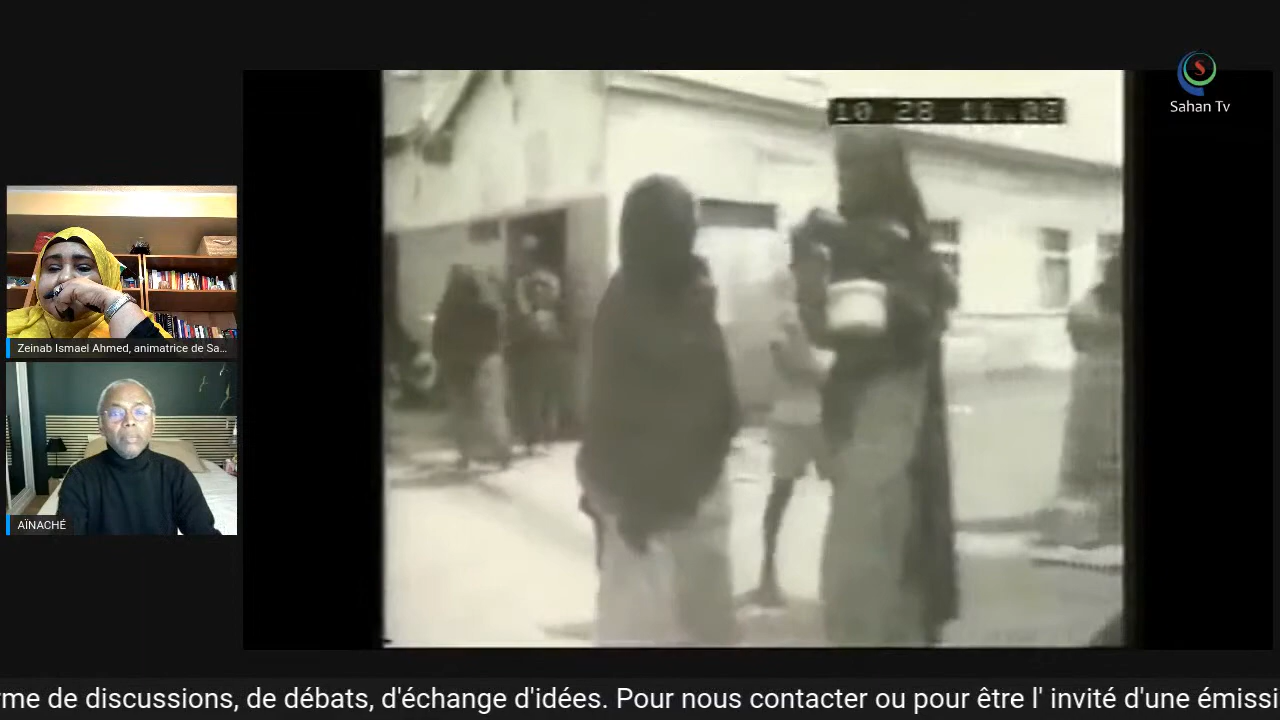 10 28 11
Sahan Tv
Zeinab Ismael Ahmed, animatrice de Sa...
AÏNACHÉ
rme de discussions, de débats, d'échange d'idées. Pour nous contacter ou pour être l' invité d'une émissi